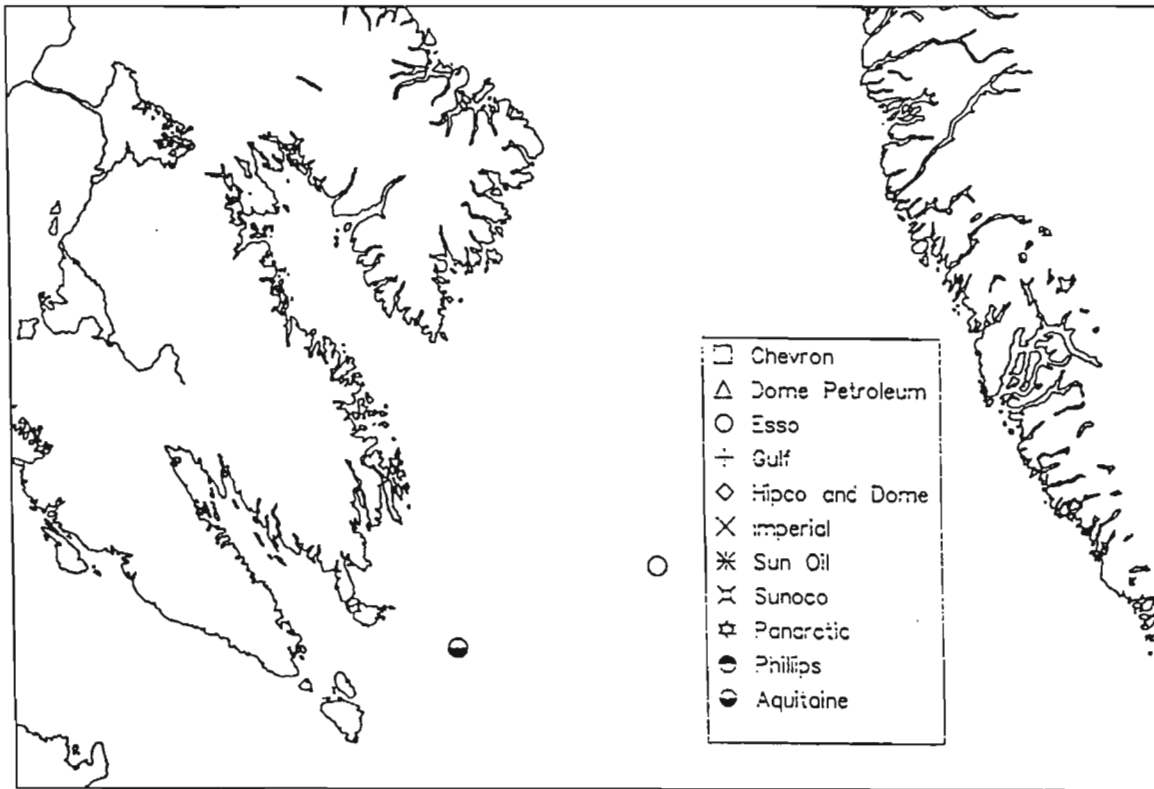 Chevron
Dome Petroleum
Esso
Gulf
Hipco and Dome
Imperial
Sun Oil
Sunoco
Panarctic
Phillips
Aquitaine